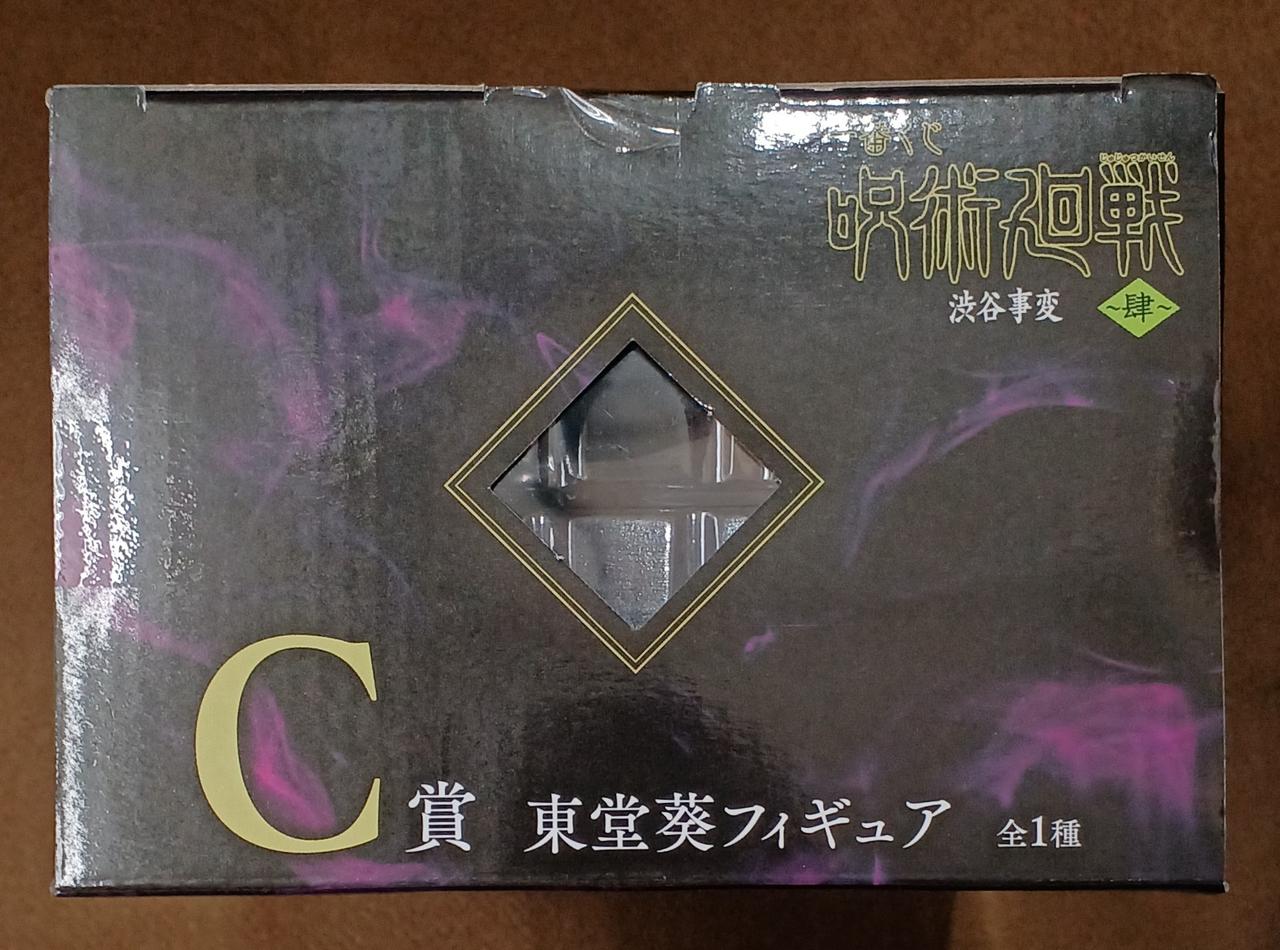 一番くじ
じゅじゅつかいせん
呪術廻戦
渋谷事変 ～肆～
C賞 東堂葵フィギュア 全1種